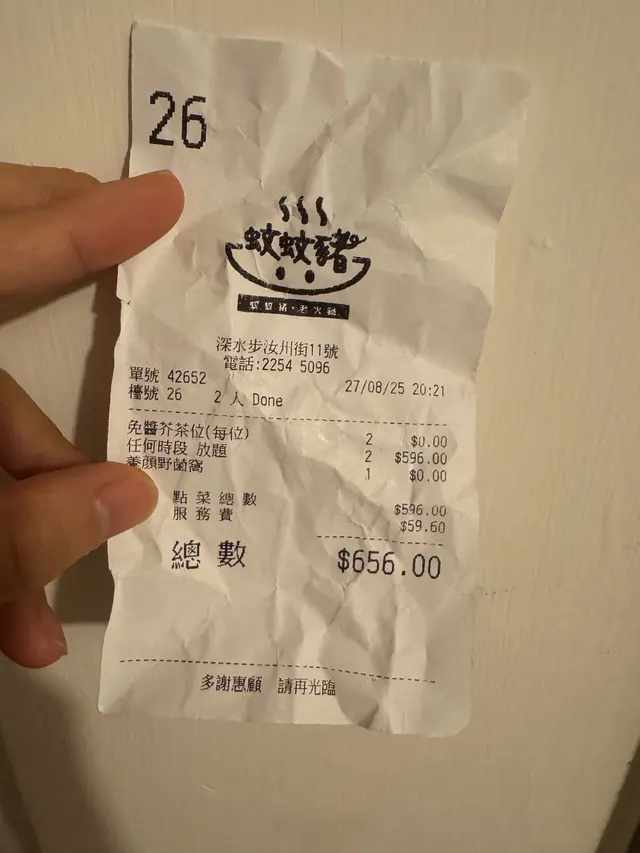 26
蚊蚊豬
蚊蚊豬·老火鍋
深水步汝州街11號
電話:2254 5096
單號 42652 27/08/25 20:21
檯號 26 2 人 Done
免醬芥茶位(每位) 2 $0.00
任何時段 放題 2 $596.00
養顏野菌窩 1 $0.00
點菜總數 $596.00
服務費 $59.60
總數 $656.00
多謝惠顧 請再光臨